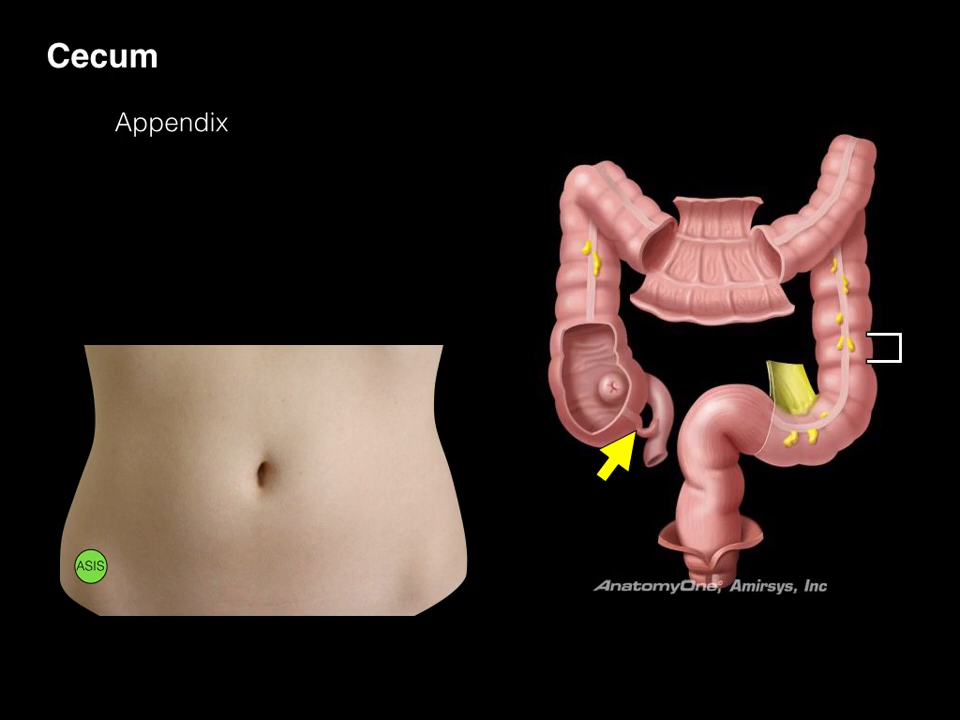 Cecum
Appendix
ASIS
AnatomyOne, Amirsys, Inc